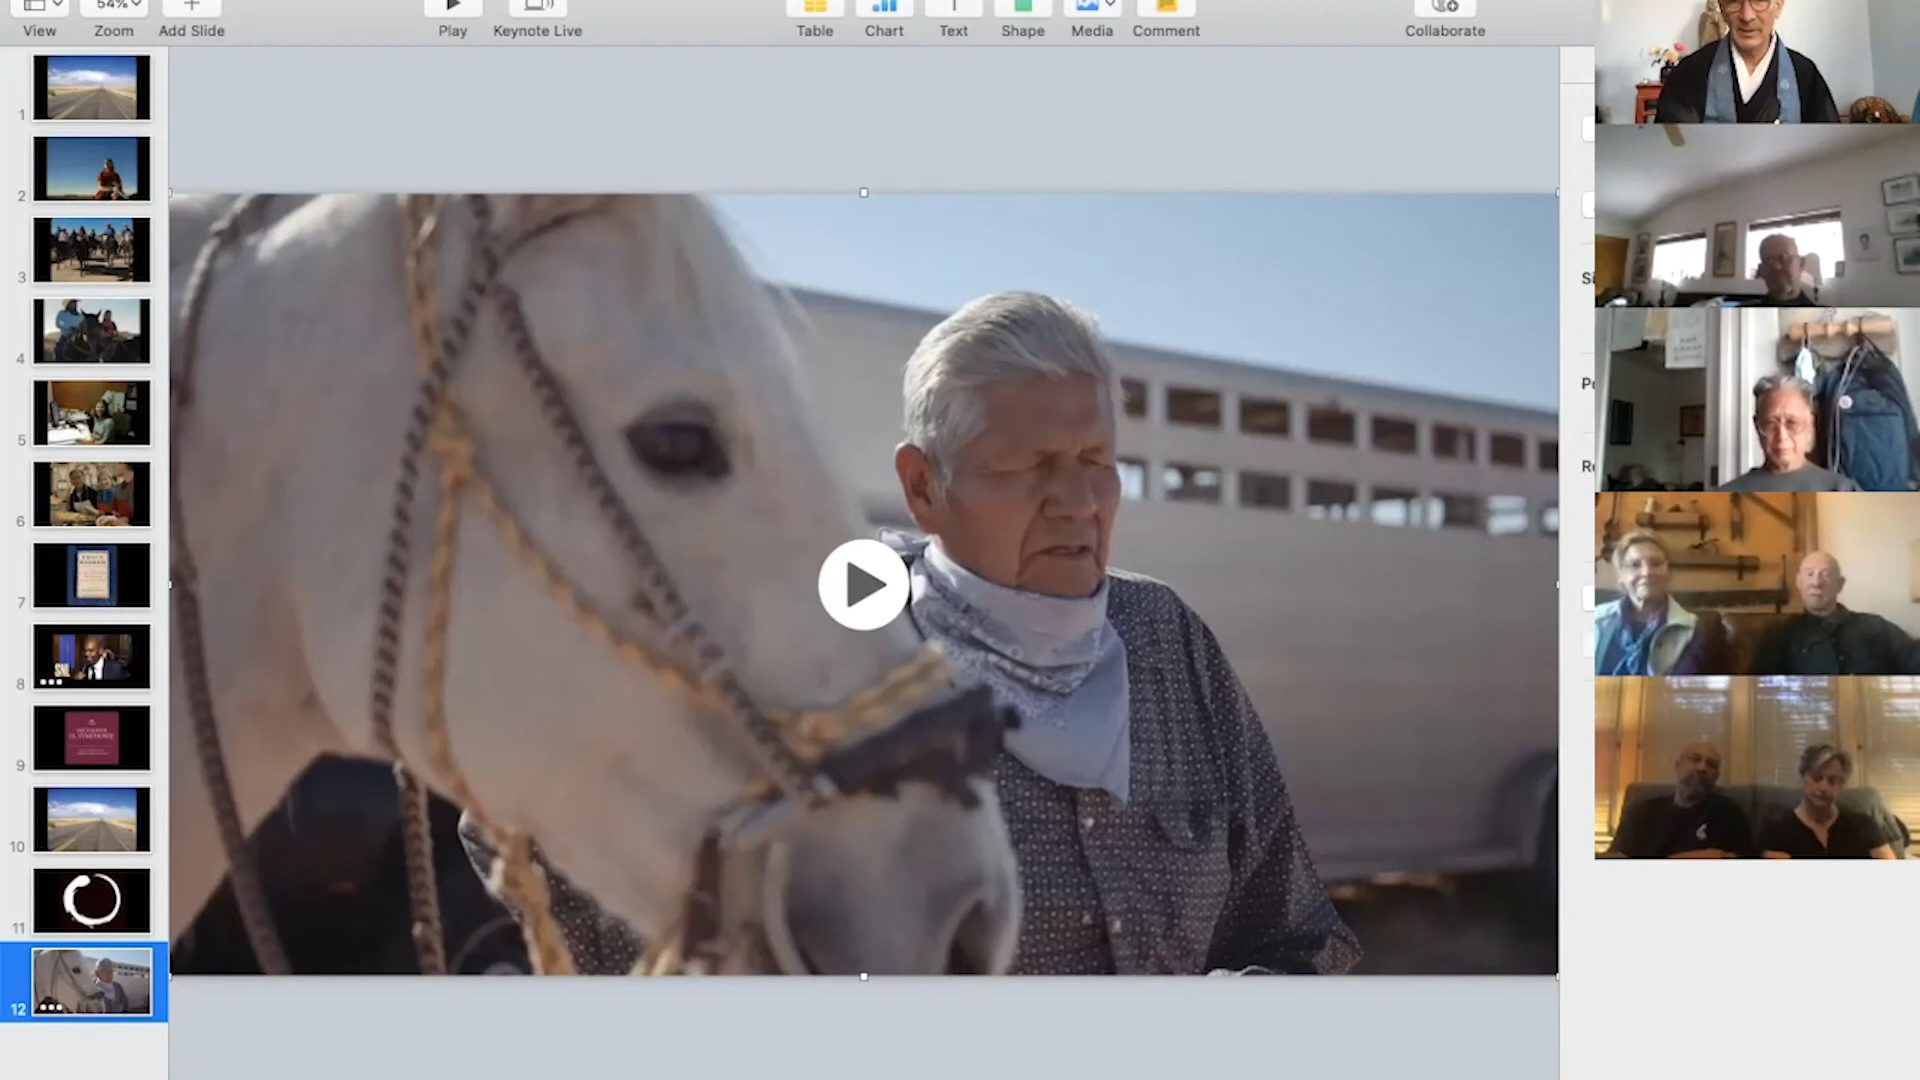 54%
View
Zoom
Add Slide
Play
Keynote Live
Table
Chart
Text
Shape
Media
Comment
Collaborate
1
2
3
4
5
6
7
8
9
10
11
12